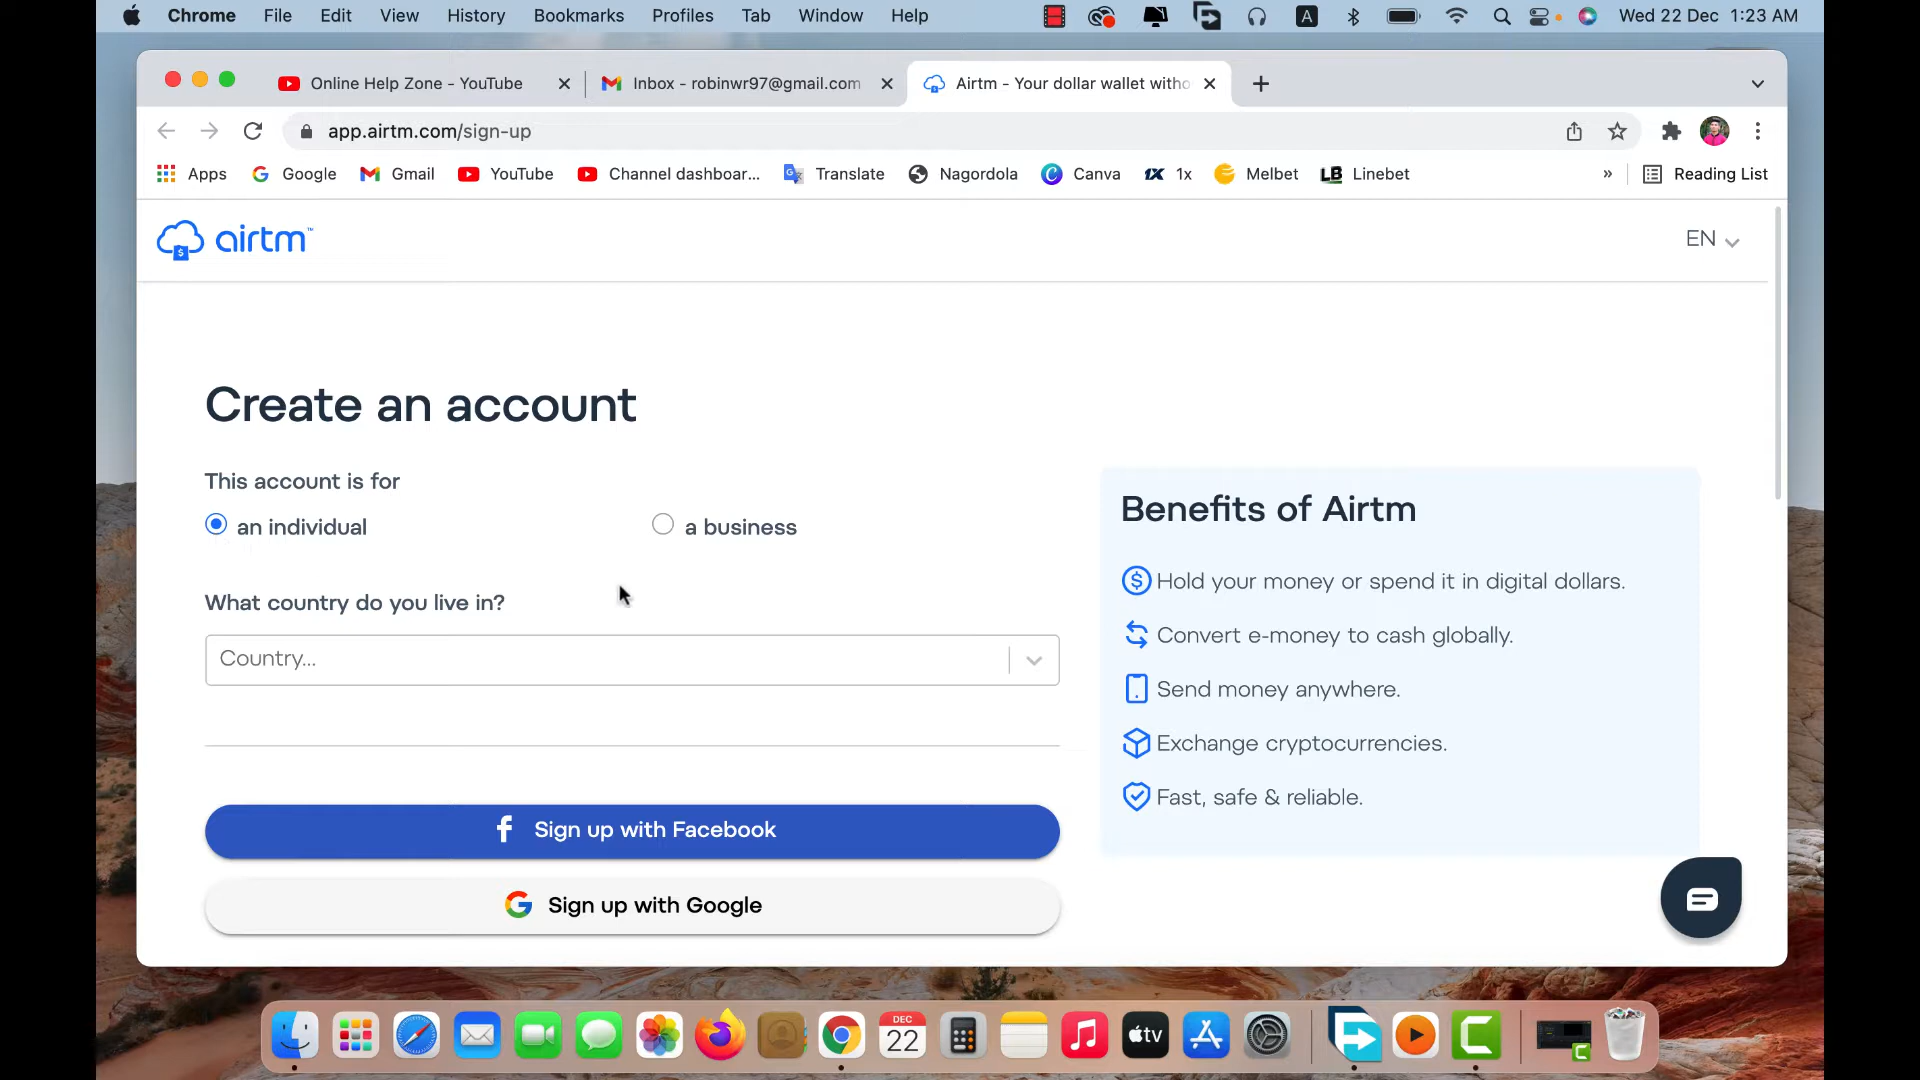 Chrome File Edit View History Bookmarks Profiles Tab Window Help A Wed 22 Dec 1:23 AM
Online Help Zone - YouTube Inbox - robinwr97@gmail.com Airtm - Your dollar wallet witho
app.airtm.com/sign-up
Apps Google Gmail YouTube Channel dashboar... Translate Nagordola Canva 1X 1x Melbet LB Linebet » Reading List
airtm™ EN
Create an account
This account is for
an individual a business
What country do you live in?
Country...
Sign up with Facebook
Sign up with Google
Benefits of Airtm
Hold your money or spend it in digital dollars.
Convert e-money to cash globally.
Send money anywhere.
Exchange cryptocurrencies.
Fast, safe & reliable.
DEC
22
tv